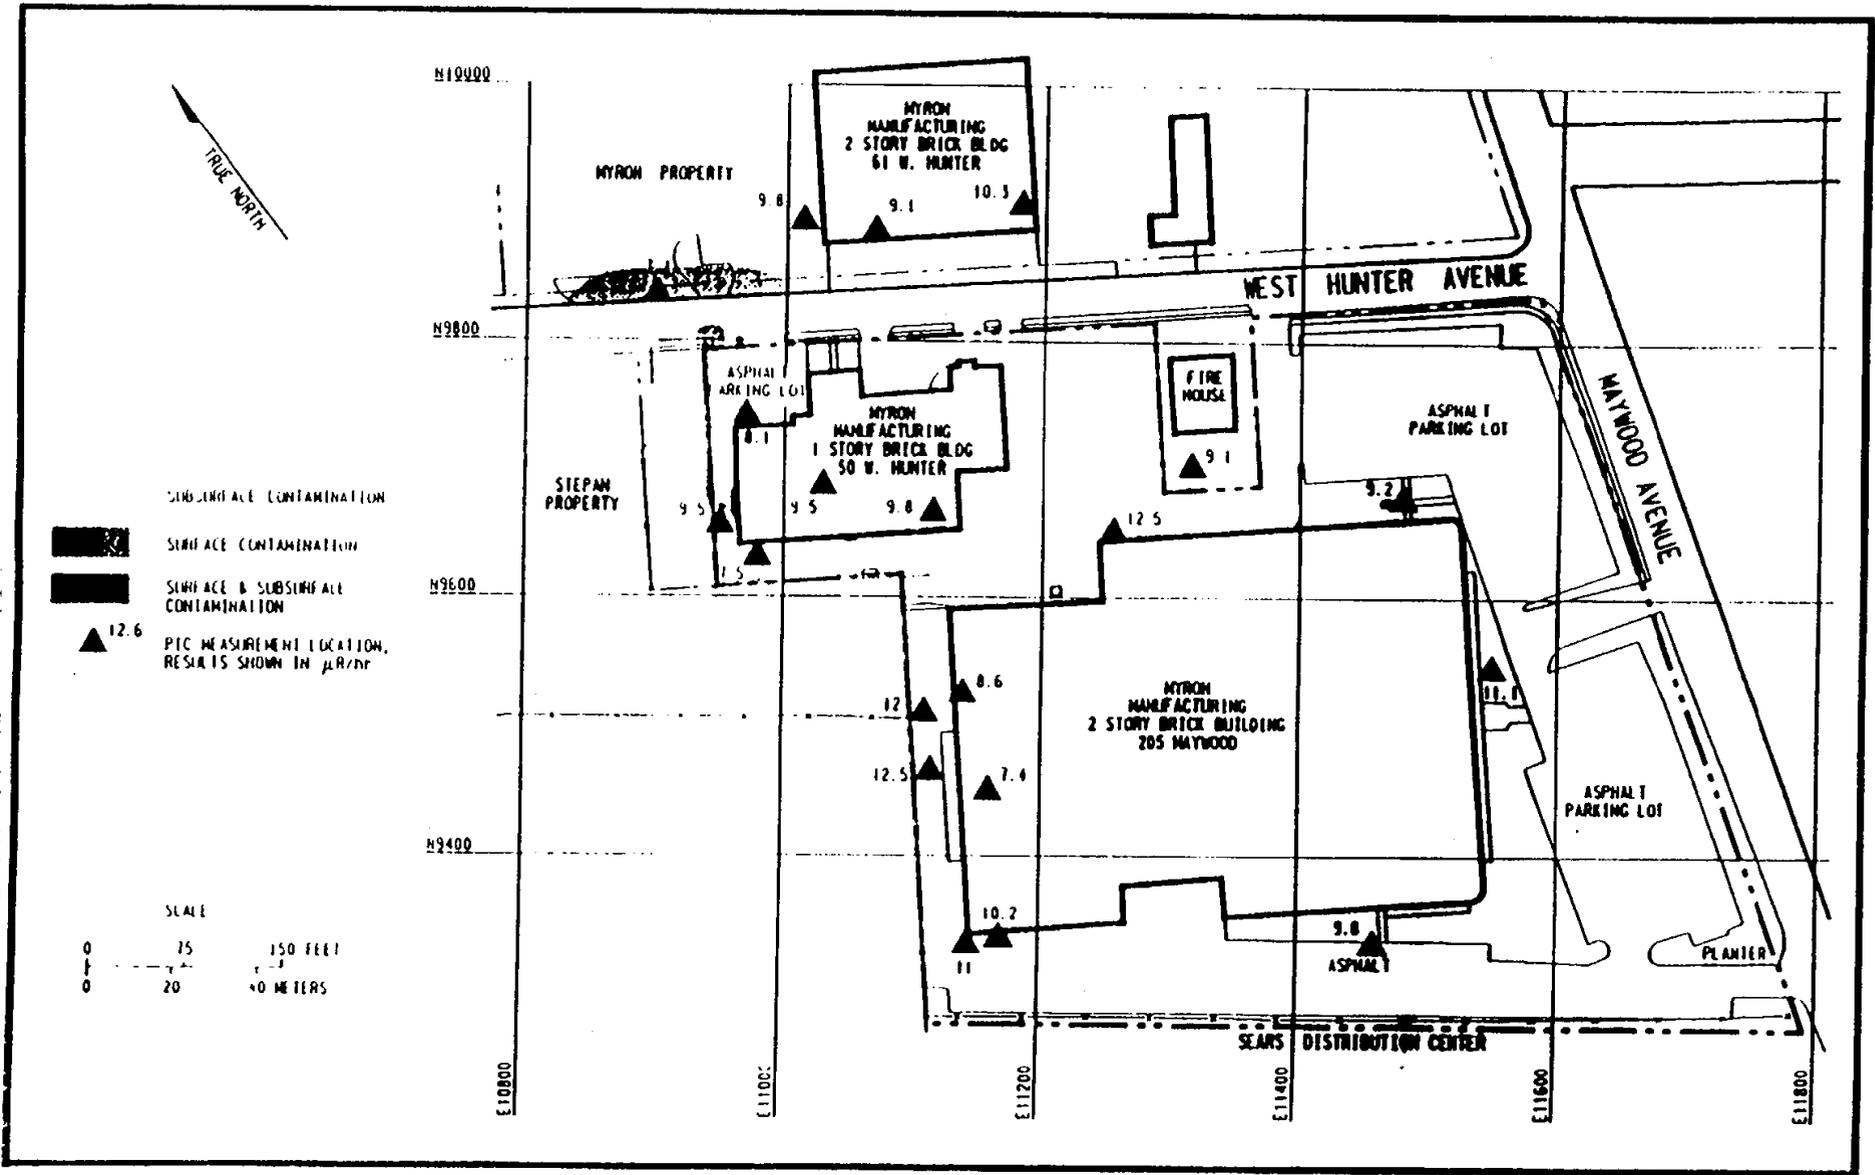 N10000
MYRON
MANUFACTURING
2 STORY BRICK BLDG
61 W. HUNTER
TRUE NORTH
MYRON PROPERTY
9.8
9.1
10.3
WEST HUNTER AVENUE
N9800
ASPHALT
PARKING LOT
8.1
MYRON
MANUFACTURING
1 STORY BRICK BLDG
50 W. HUNTER
FIRE
HOUSE
9 1
ASPHALT
PARKING LOT
MAYWOOD AVENUE
STEPAN
PROPERTY
9 5
9.5
9.8
12 5
9.2
SUBSURFACE CONTAMINATION
SURFACE CONTAMINATION
SURFACE & SUBSURFACE
CONTAMINATION
12.6
PIC MEASUREMENT LOCATION,
RESULTS SHOWN IN μR/hr
N9600
8.6
12
12.5
7.4
MYRON
MANUFACTURING
2 STORY BRICK BUILDING
205 MAYWOOD
11.1
ASPHALT
PARKING LOT
N9400
SCALE
0 75 150 FEET
0 20 40 METERS
10.2
11
9.8
ASPHALT
PLANTER
SEARS DISTRIBUTION CENTER
E10800
E11000
E11200
E11400
E11600
E11800